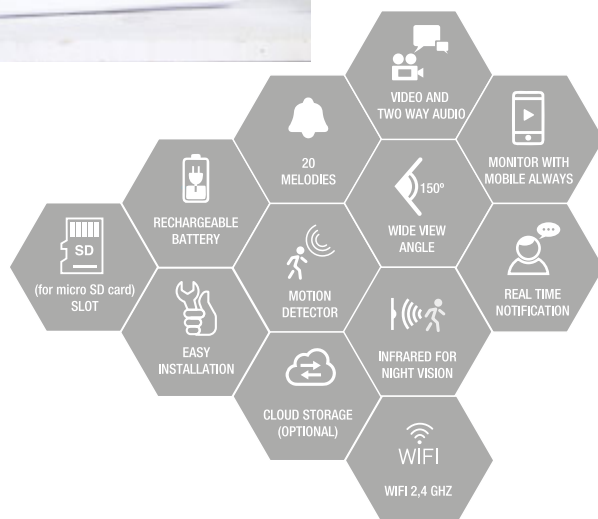 VIDEO AND
TWO WAY AUDIO
20
MELODIES
MONITOR WITH
MOBILE ALWAYS
RECHARGEABLE
BATTERY
150º
WIDE VIEW
ANGLE
SD
(for micro SD card)
SLOT
MOTION
DETECTOR
REAL TIME
NOTIFICATION
EASY
INSTALLATION
INFRARED FOR
NIGHT VISION
CLOUD STORAGE
(OPTIONAL)
WIFI
WIFI 2,4 GHZ